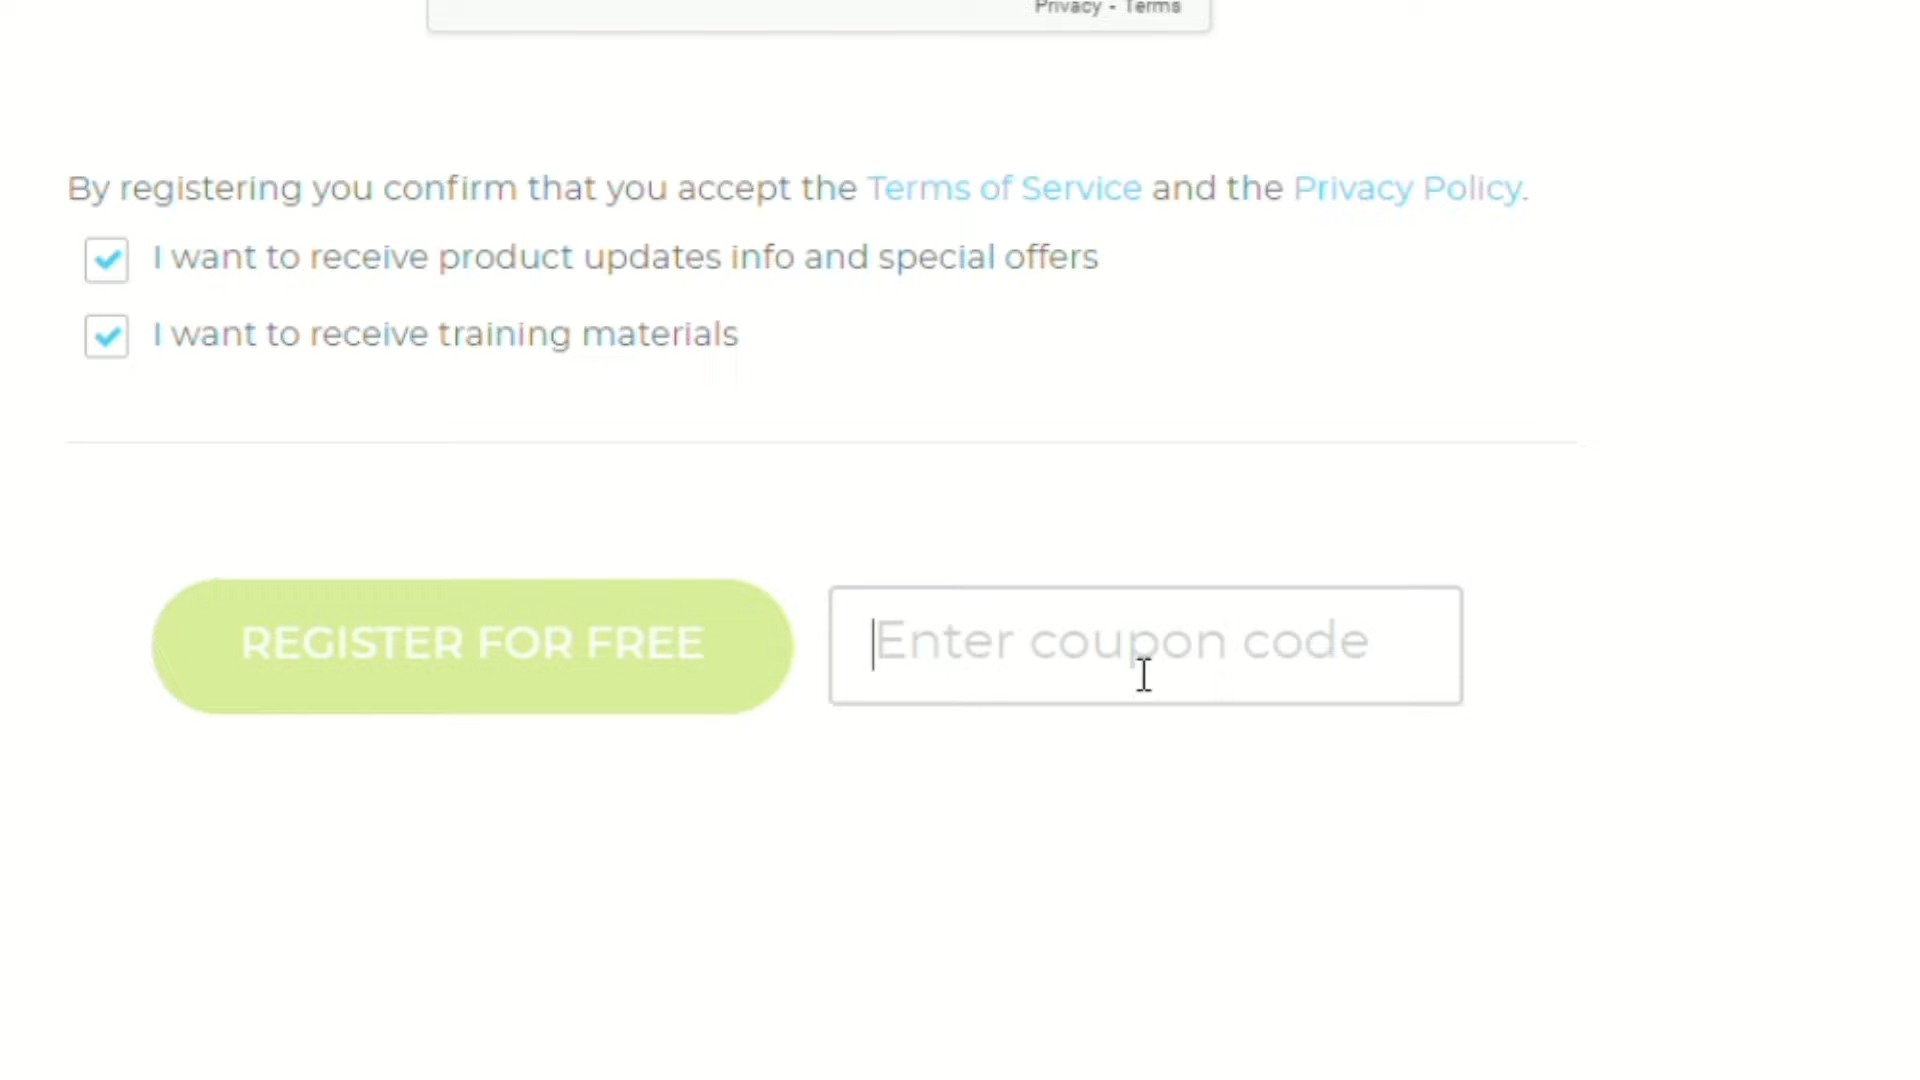 Privacy - Terms
By registering you confirm that you accept the Terms of Service and the Privacy Policy.
I want to receive product updates info and special offers
I want to receive training materials
REGISTER FOR FREE
Enter coupon code